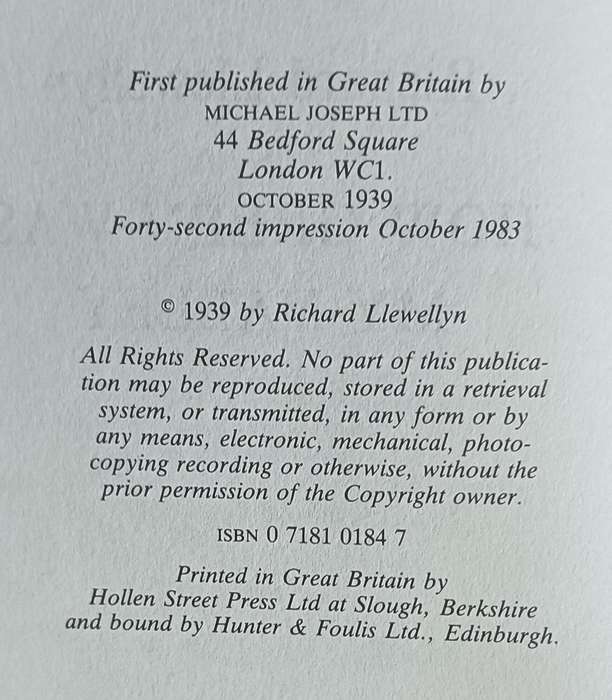 First published in Great Britain by
MICHAEL JOSEPH LTD
44 Bedford Square
London WC1.
OCTOBER 1939
Forty-second impression October 1983
© 1939 by Richard Llewellyn
All Rights Reserved. No part of this publica-
tion may be reproduced, stored in a retrieval
system, or transmitted, in any form or by
any means, electronic, mechanical, photo-
copying recording or otherwise, without the
prior permission of the Copyright owner.
ISBN 0 7181 0184 7
Printed in Great Britain by
Hollen Street Press Ltd at Slough, Berkshire
and bound by Hunter & Foulis Ltd., Edinburgh.